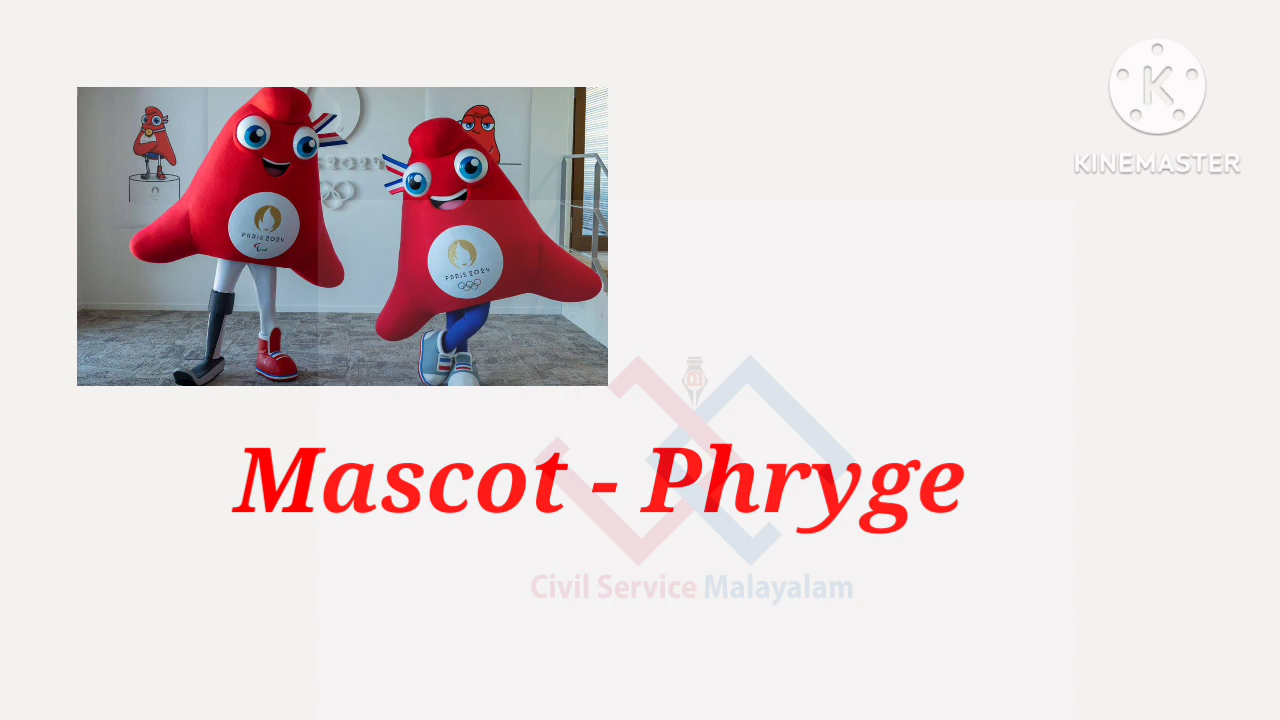 KINEMASTER
PARIS 2024
PARIS 2024
Mascot - Phryge
Civil Service Malayalam